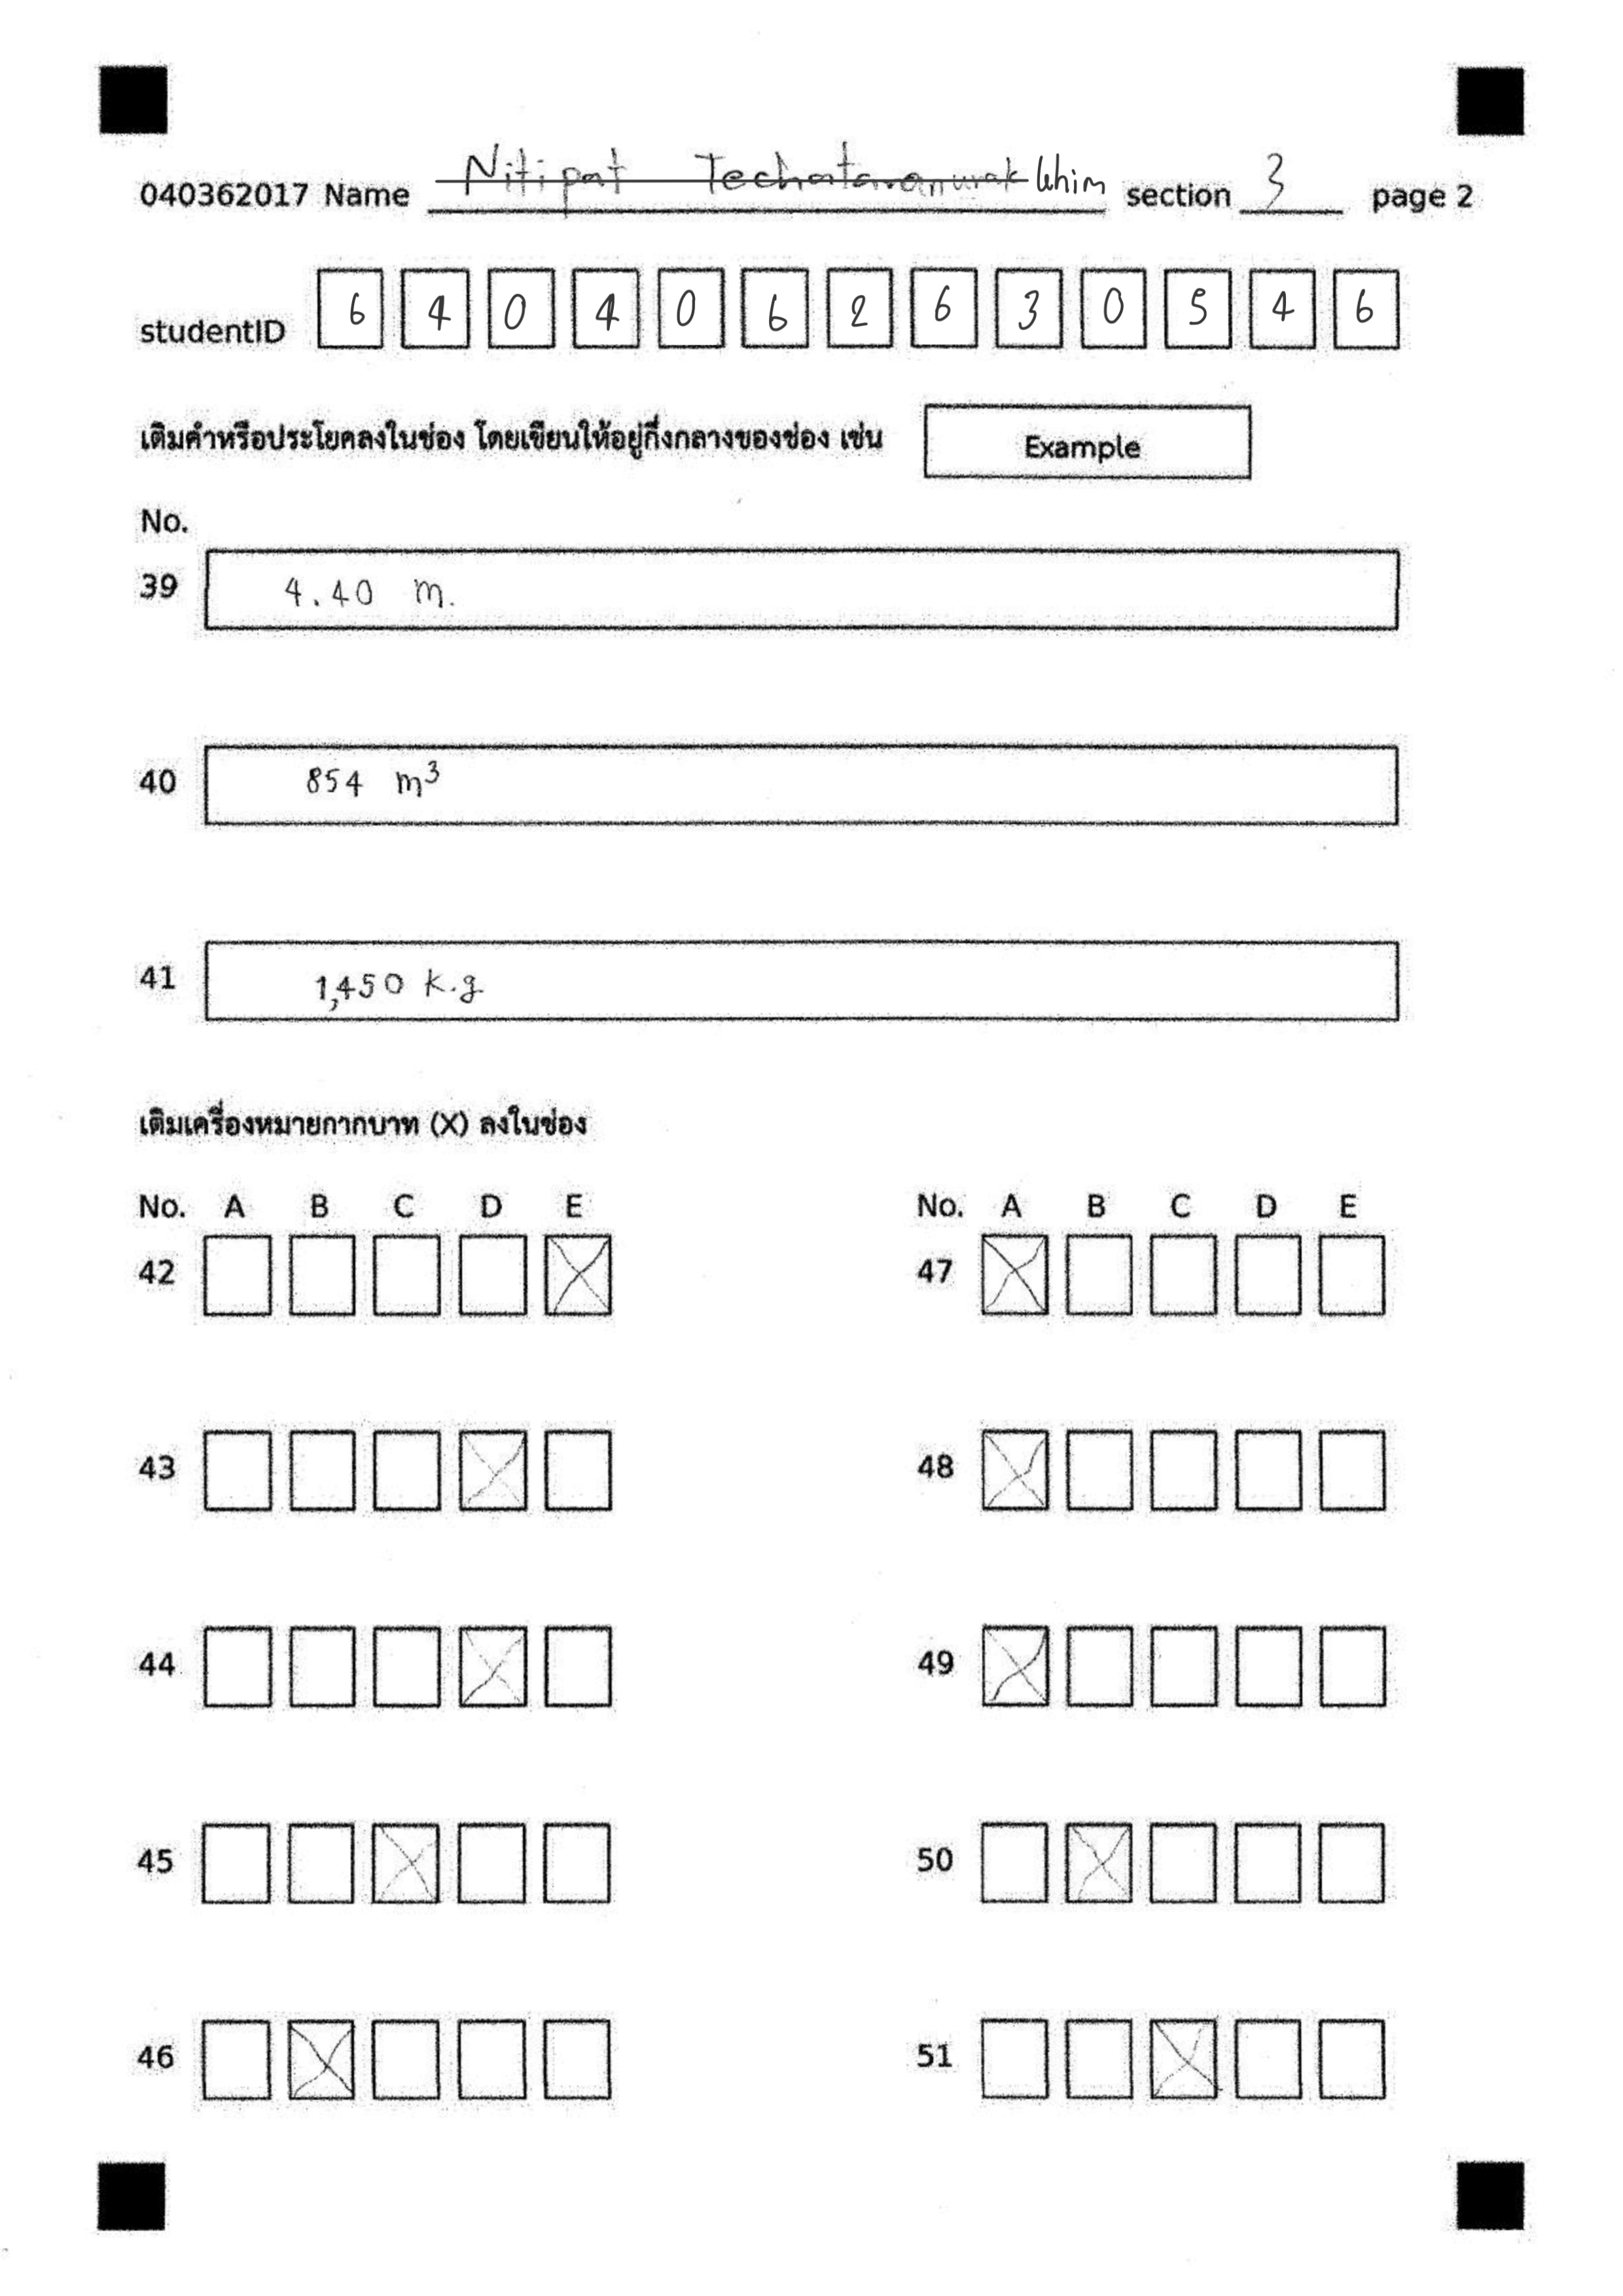 040362017 Name Nitipat Techataranurak Whim section 3 page 2
studentID 6 4 0 4 0 6 2 6 3 0 5 4 6
เติมคำหรือประโยคลงในช่อง โดยเขียนให้อยู่กึ่งกลางของช่อง เช่น Example
No.
39 4.40 m.
40 854 m³
41 1,450 k.g
เติมเครื่องหมายกากบาท (X) ลงในช่อง
No. A B C D E
42
43
44
45
46
No. A B C D E
47
48
49
50
51